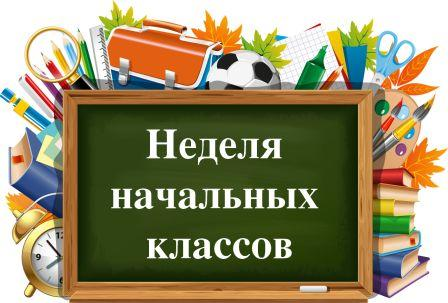 Неделя
начальных
классов